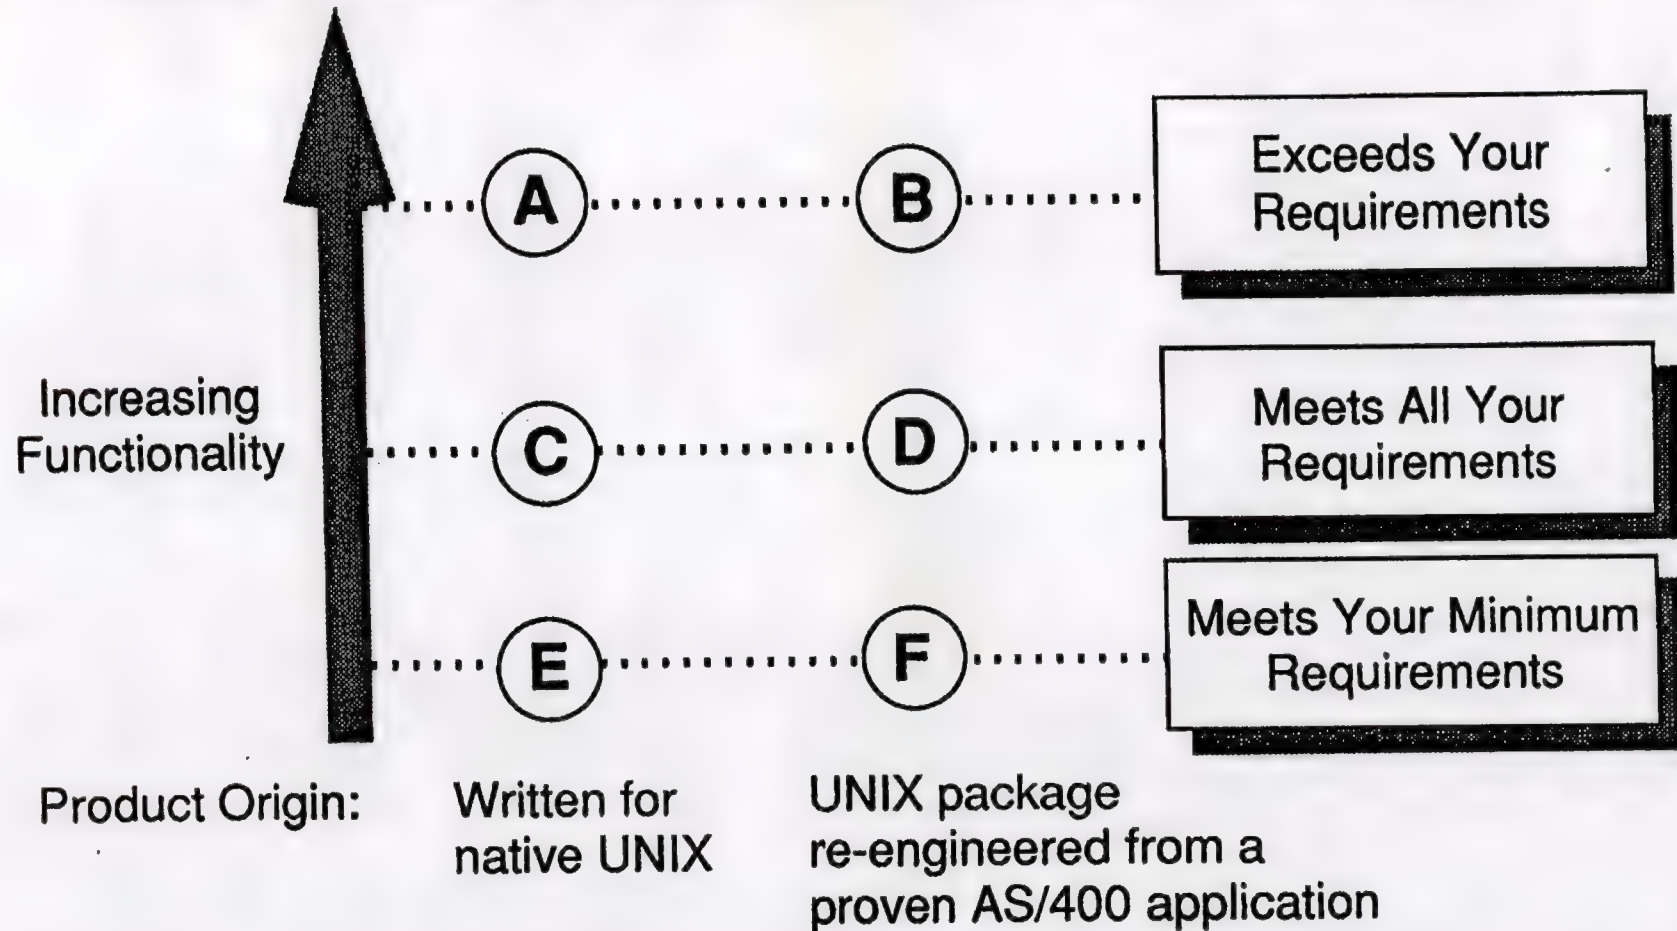 A
B
Exceeds Your
Requirements
Increasing
Functionality
C
D
Meets All Your
Requirements
E
F
Meets Your Minimum
Requirements
Product Origin:
Written for
native UNIX
UNIX package
re-engineered from a
proven AS/400 application